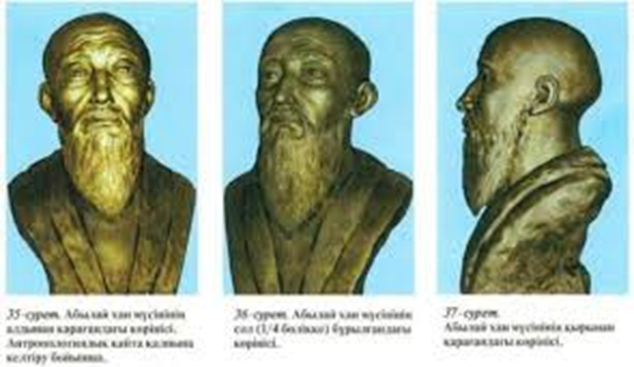 35-сурет. Абылай хан мүсінінің
алдынан қарағандағы көрінісі.
Антропологиялық қайта қалпына
келтіру бойынша.
36-сурет. Абылай хан мүсінінің
сол (1/4 бөлікке) бұрылғандағы
көрінісі.
37-сурет.
Абылай хан мүсінінің қырынан
қарағандағы көрінісі.